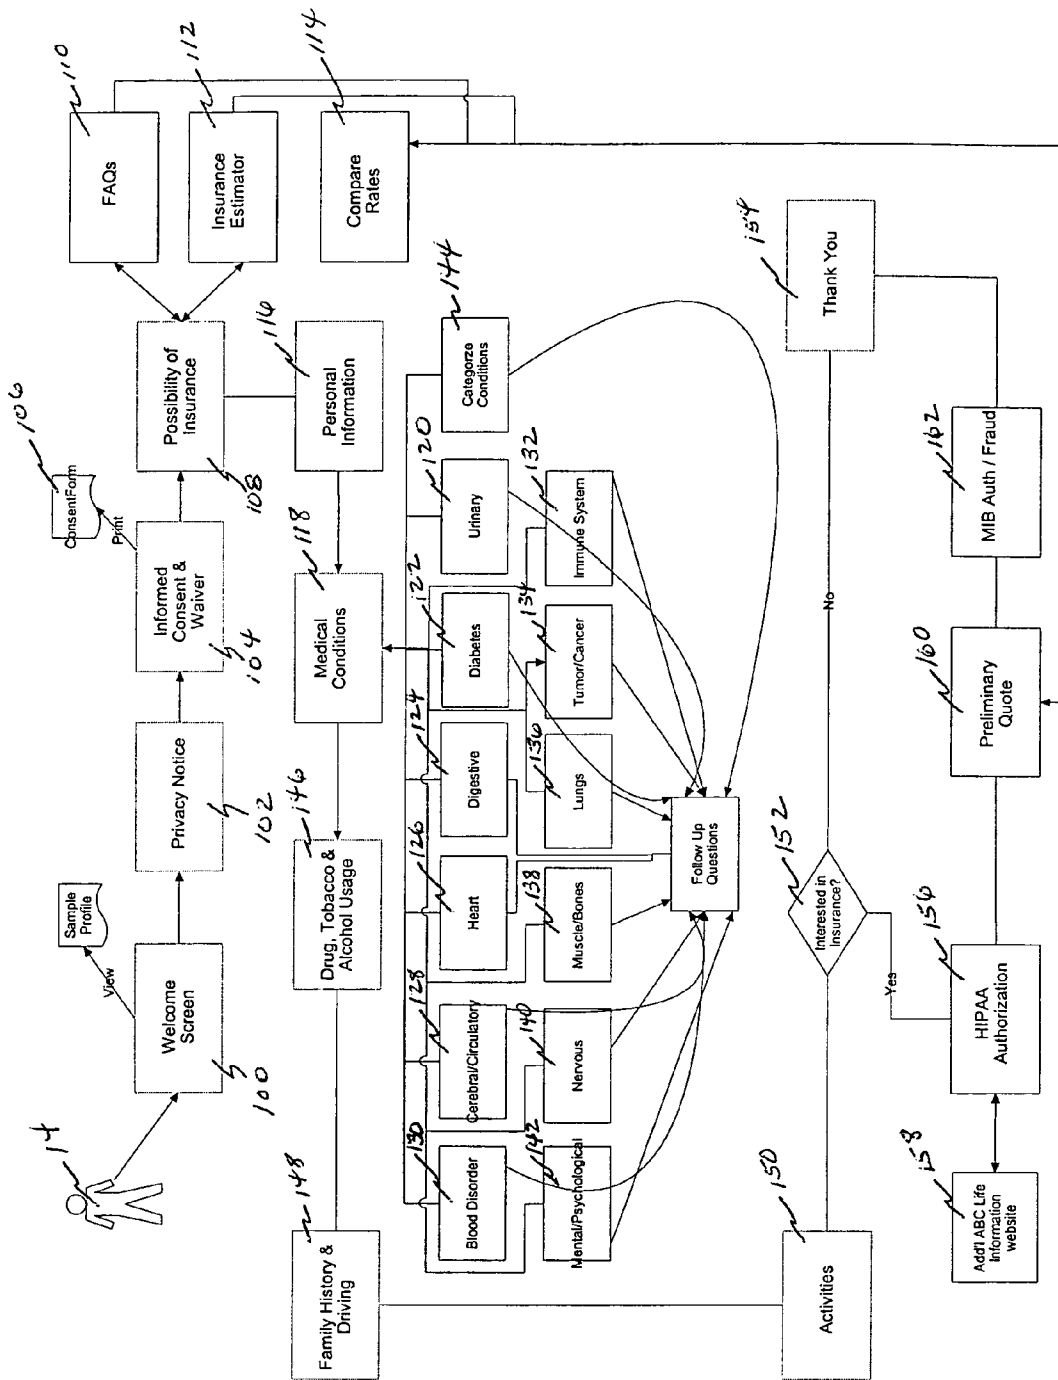 14
Welcome
Screen
100
View
Sample
Profile
Privacy Notice
102
Informed
Consent &
Waiver
104
Print
ConsentForm
106
Possibility of
Insurance
108
FAQs
110
Insurance
Estimator
112
Compare
Rates
114
Personal
Information
116
Medical
Conditions
118
Drug, Tobacco &
Alcohol Usage
146
Family History &
Driving
148
Blood Disorder
130
Cerebral/Circulatory
128
Heart
126
Digestive
124
Diabetes
122
Urinary
120
Categorze
Conditions
144
Mental/Psychological
142
Nervous
140
Muscle/Bones
138
Lungs
136
Tumor/Cancer
134
Immune System
132
Follow Up
Questions
Activities
150
Interested in
Insurance?
152
No
Yes
Thank You
154
Add'l ABC Life
Information
website
158
HIPAA
Authorization
156
Preliminary
Quote
160
MIB Auth / Fraud
162